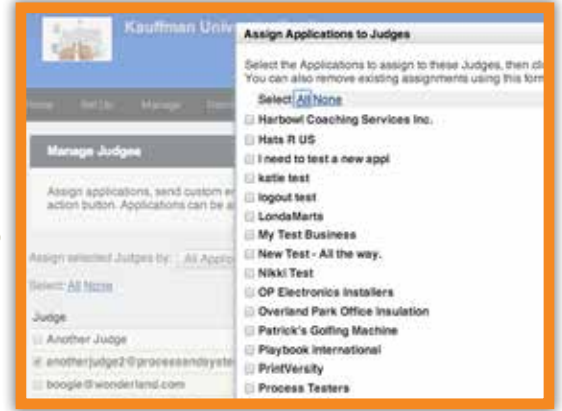 Kauffman Univ
Assign Applications to Judges
Select the Applications to assign to these Judges, then cli
You can also remove existing assignments using this form
Select: All None
Harbowl Coaching Services Inc.
Hats R US
I need to test a new appl
katie test
logout test
LondaMarts
My Test Business
New Test - All the way.
Nikki Test
OP Electronics Installers
Overland Park Office Insulation
Patrick's Golfing Machine
Playbook International
PrintVersity
Process Testers
Set Up Manage
Manage Judges
Assign applications, send custom em
action button. Applications can be a
Assign selected Judges by: All Applic
Select: All None
Judge
Another Judge
anotherjudge2@processandsyste
boogie@wonderland.com